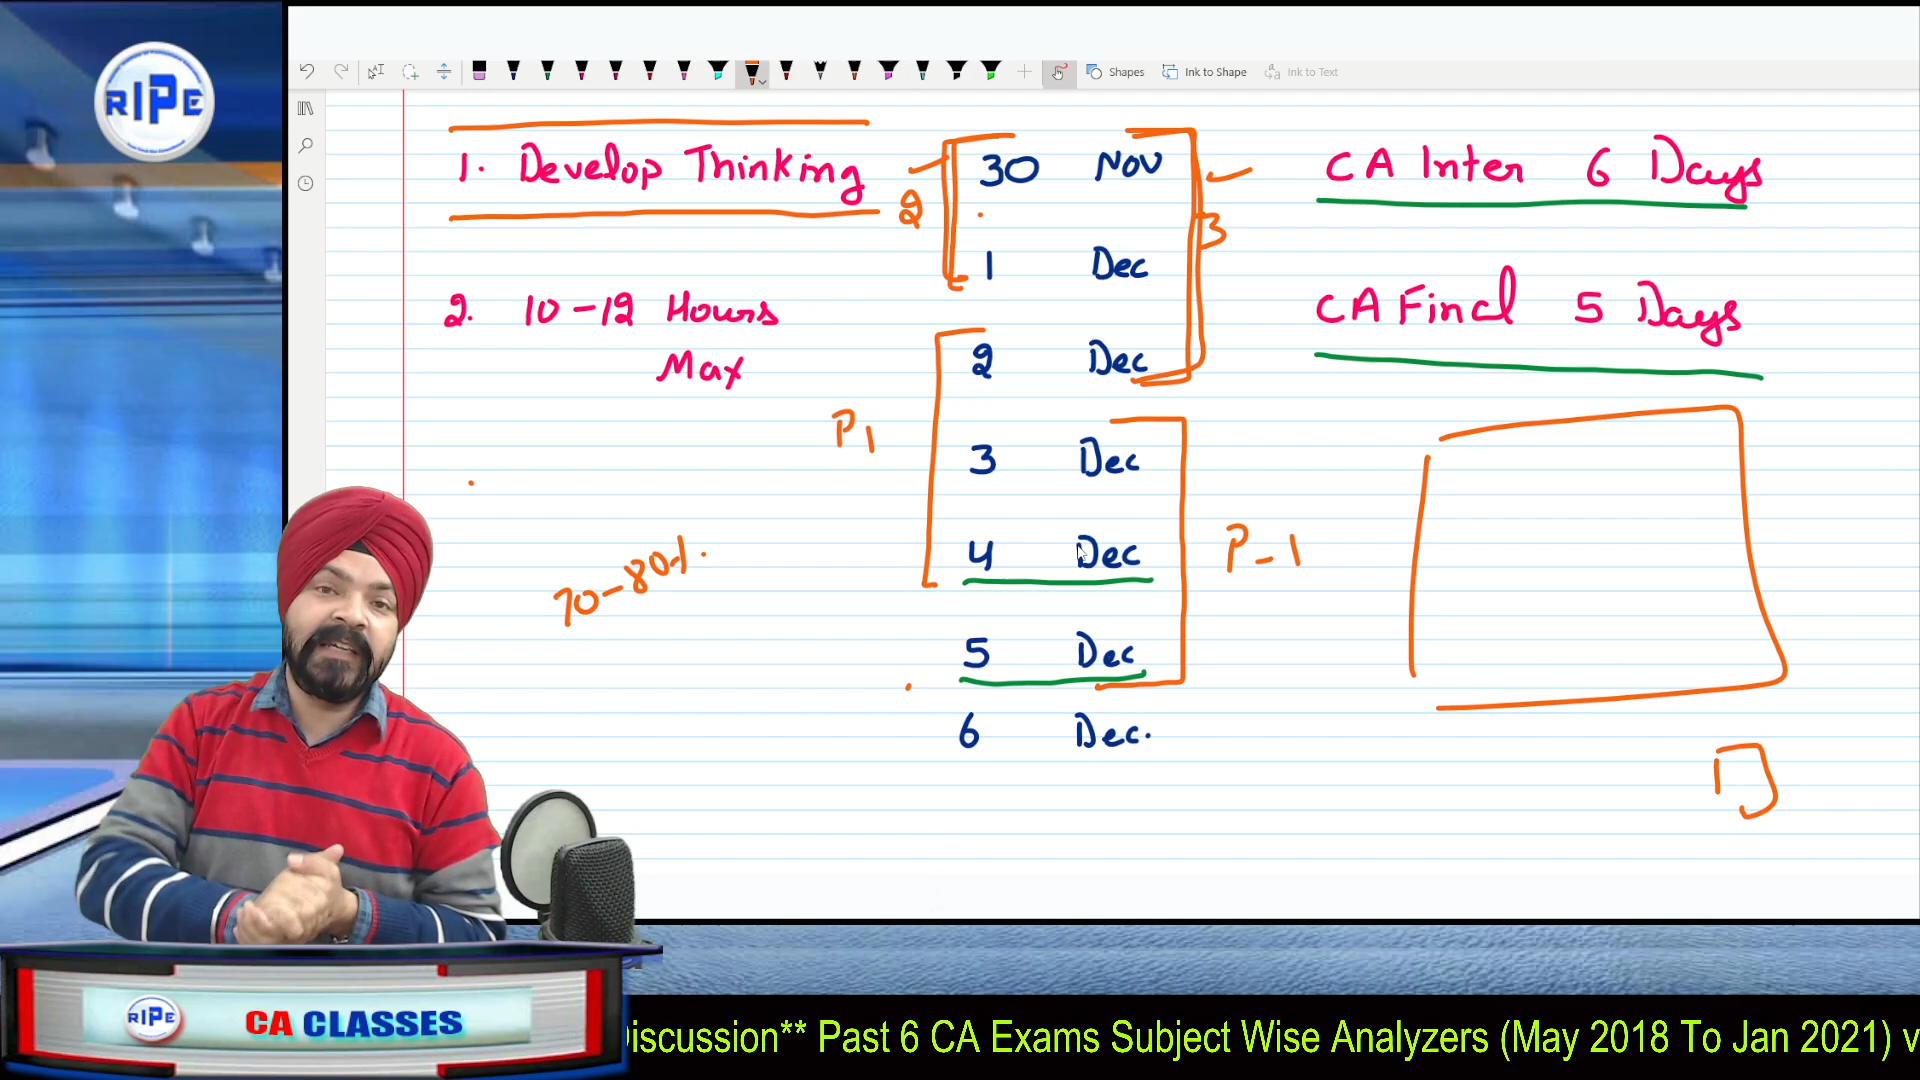 RIPE
Shapes
Ink to Shape
Ink to Text
1. Develop Thinking
2. 10-12 Hours
Max
70-80%.
2
P1
30 Nov
1 Dec
2 Dec
3 Dec
4 Dec
5 Dec
6 Dec.
3
P-1
CA Inter 6 Days
CA Final 5 Days
RIPE
CA CLASSES
Discussion** Past 6 CA Exams Subject Wise Analyzers (May 2018 To Jan 2021) v